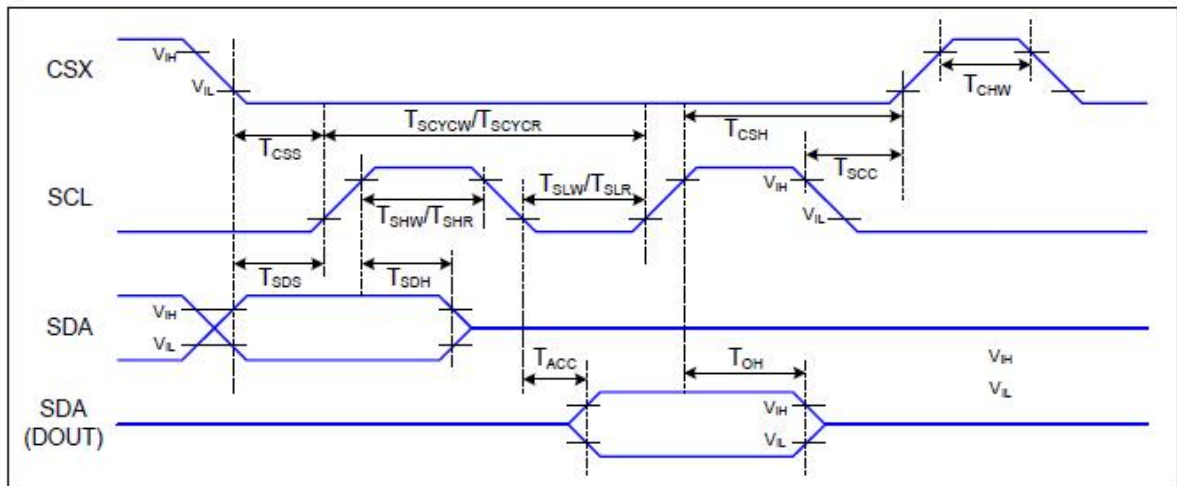 CSX
VIH
VIL
TCHW
TSCYCW/TSCYCR
TCSH
TCSS
TSCC
SCL
TSLW/TSLR
VIH
TSHW/TSHR
VIL
TSDS
TSDH
SDA
VIH
VIL
TACC
TOH
VIH
VIL
SDA
(DOUT)
VIH
VIL